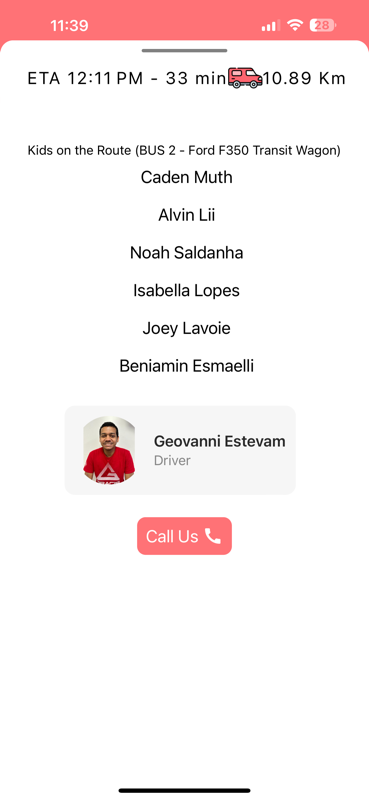 11:39
28
ETA 12:11 PM - 33 min 10.89 Km
Kids on the Route (BUS 2 - Ford F350 Transit Wagon)
Caden Muth
Alvin Lii
Noah Saldanha
Isabella Lopes
Joey Lavoie
Beniamin Esmaelli
Geovanni Estevam
Driver
Call Us